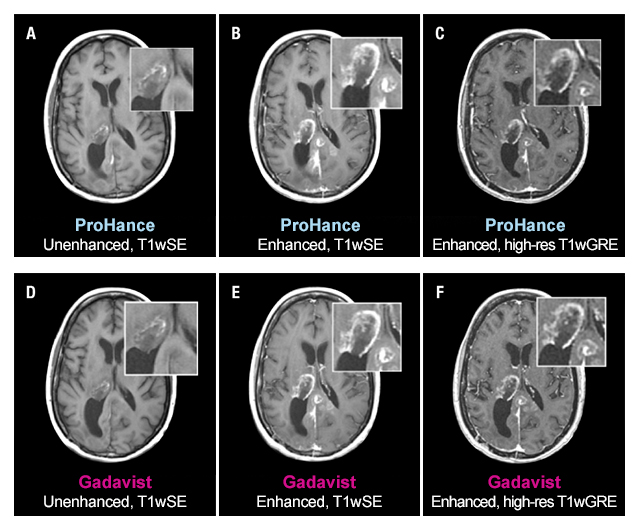 A
B
C
ProHance
Unenhanced, T1wSE
ProHance
Enhanced, T1wSE
ProHance
Enhanced, high-res T1wGRE
D
E
F
Gadavist
Unenhanced, T1wSE
Gadavist
Enhanced, T1wSE
Gadavist
Enhanced, high-res T1wGRE